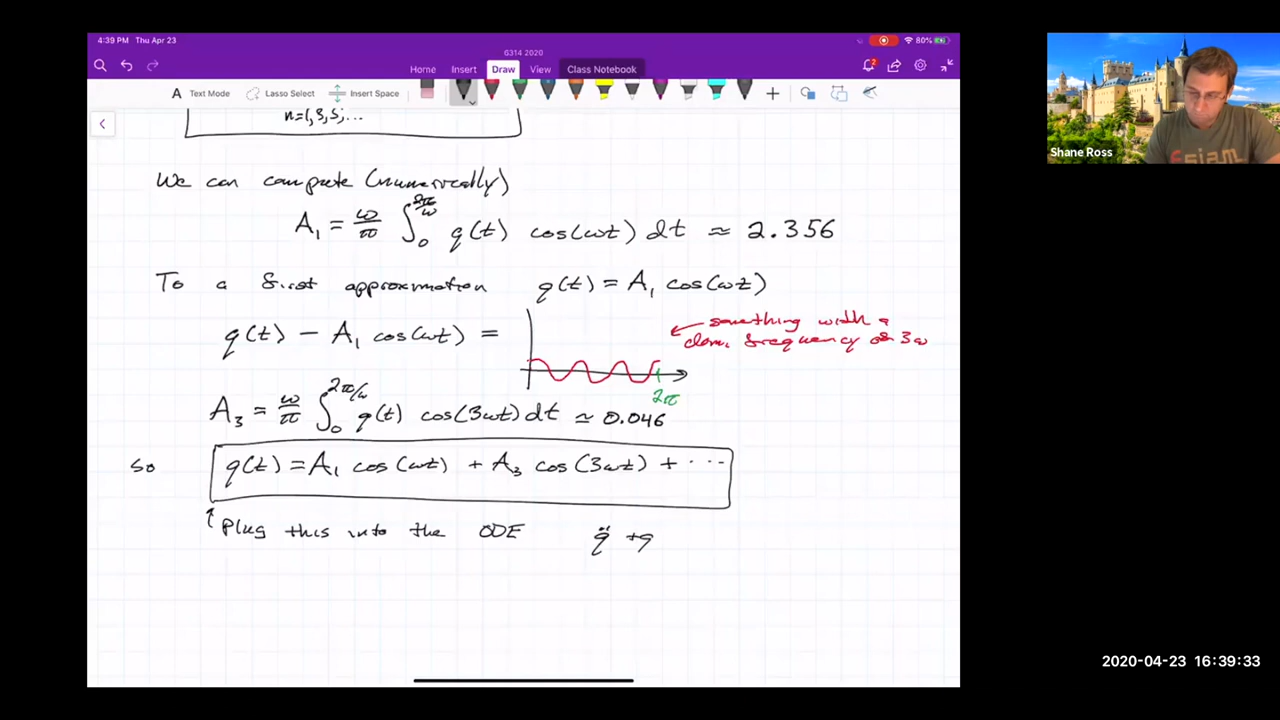 4:39 PM Thu Apr 23
80%
G314 2020
Home Insert Draw View Class Notebook
2
Text Mode Lasso Select Insert Space
n=1,3,5,...
We can compute (numerically)
A₁ = ω/π ∫₀^{2π/ω} q(t) cos(ωt) dt ≈ 2.356
To a first approximation q(t) = A₁ cos(ωt)
q(t) − A₁ cos(ωt) =
something with a
dom. frequency of 3ω
2π
A₃ = ω/π ∫₀^{2π/ω} q(t) cos(3ωt) dt ≃ 0.046
so q(t) = A₁ cos(ωt) + A₃ cos(3ωt) + ...
↑ Plug this into the ODE q̈ + q
Shane Ross
esiam
2020-04-23 16:39:33